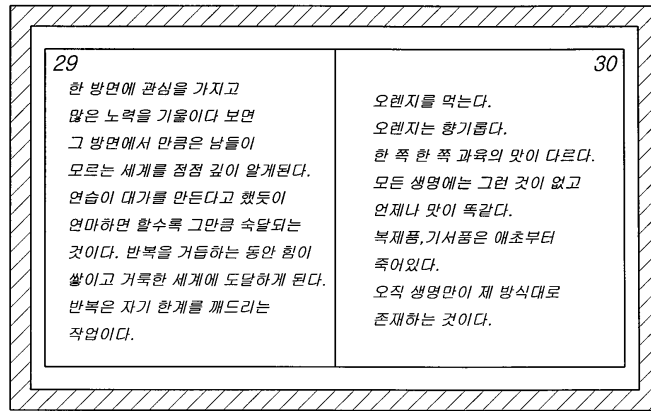 29
한 방면에 관심을 가지고
많은 노력을 기울이다 보면
그 방면에서 만큼은 남들이
모르는 세계를 점점 깊이 알게된다.
연습이 대가를 만든다고 했듯이
연마하면 할수록 그만큼 숙달되는
것이다. 반복을 거듭하는 동안 힘이
쌓이고 거룩한 세계에 도달하게 된다.
반복은 자기 한계를 깨드리는
작업이다.
30
오렌지를 먹는다.
오렌지는 향기롭다.
한 쪽 한 쪽 과육의 맛이 다르다.
모든 생명에는 그런 것이 없고
언제나 맛이 똑같다.
복제품,기서품은 애초부터
죽어있다.
오직 생명만이 제 방식대로
존재하는 것이다.